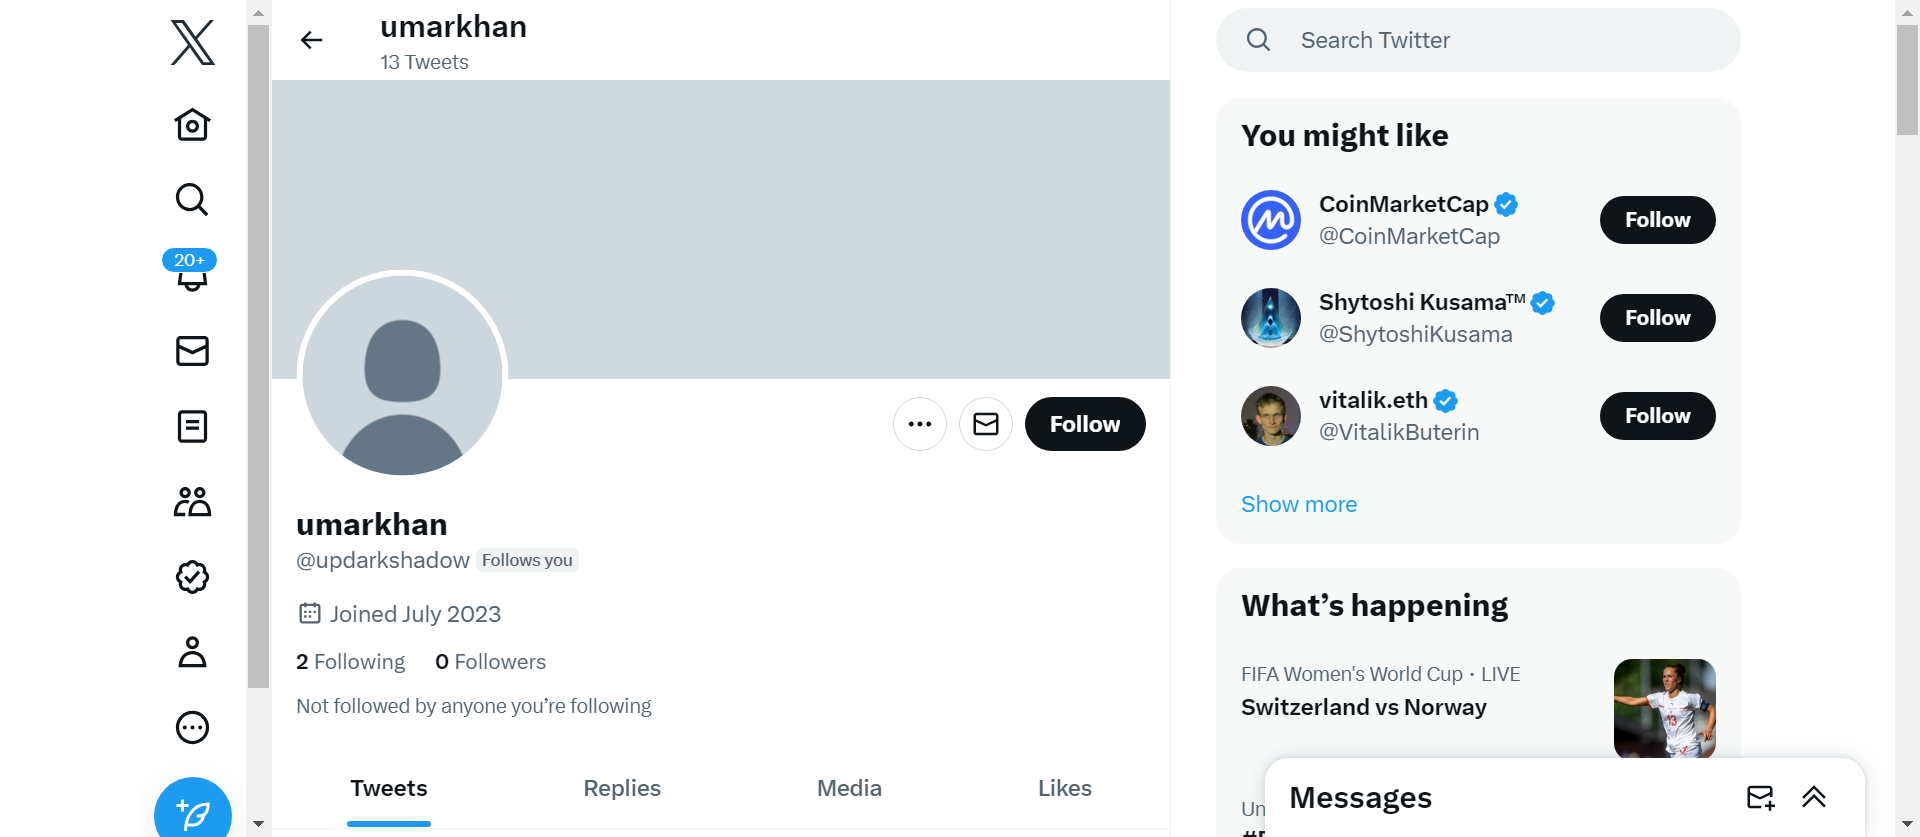 umarkhan
13 Tweets
20+
Follow
umarkhan
@updarkshadow Follows you
Joined July 2023
2 Following 0 Followers
Not followed by anyone you’re following
Tweets Replies Media Likes
Search Twitter
You might like
CoinMarketCap
@CoinMarketCap
Follow
Shytoshi Kusama™
@ShytoshiKusama
Follow
vitalik.eth
@VitalikButerin
Follow
Show more
What’s happening
FIFA Women's World Cup · LIVE
Switzerland vs Norway
13
Un
Messages